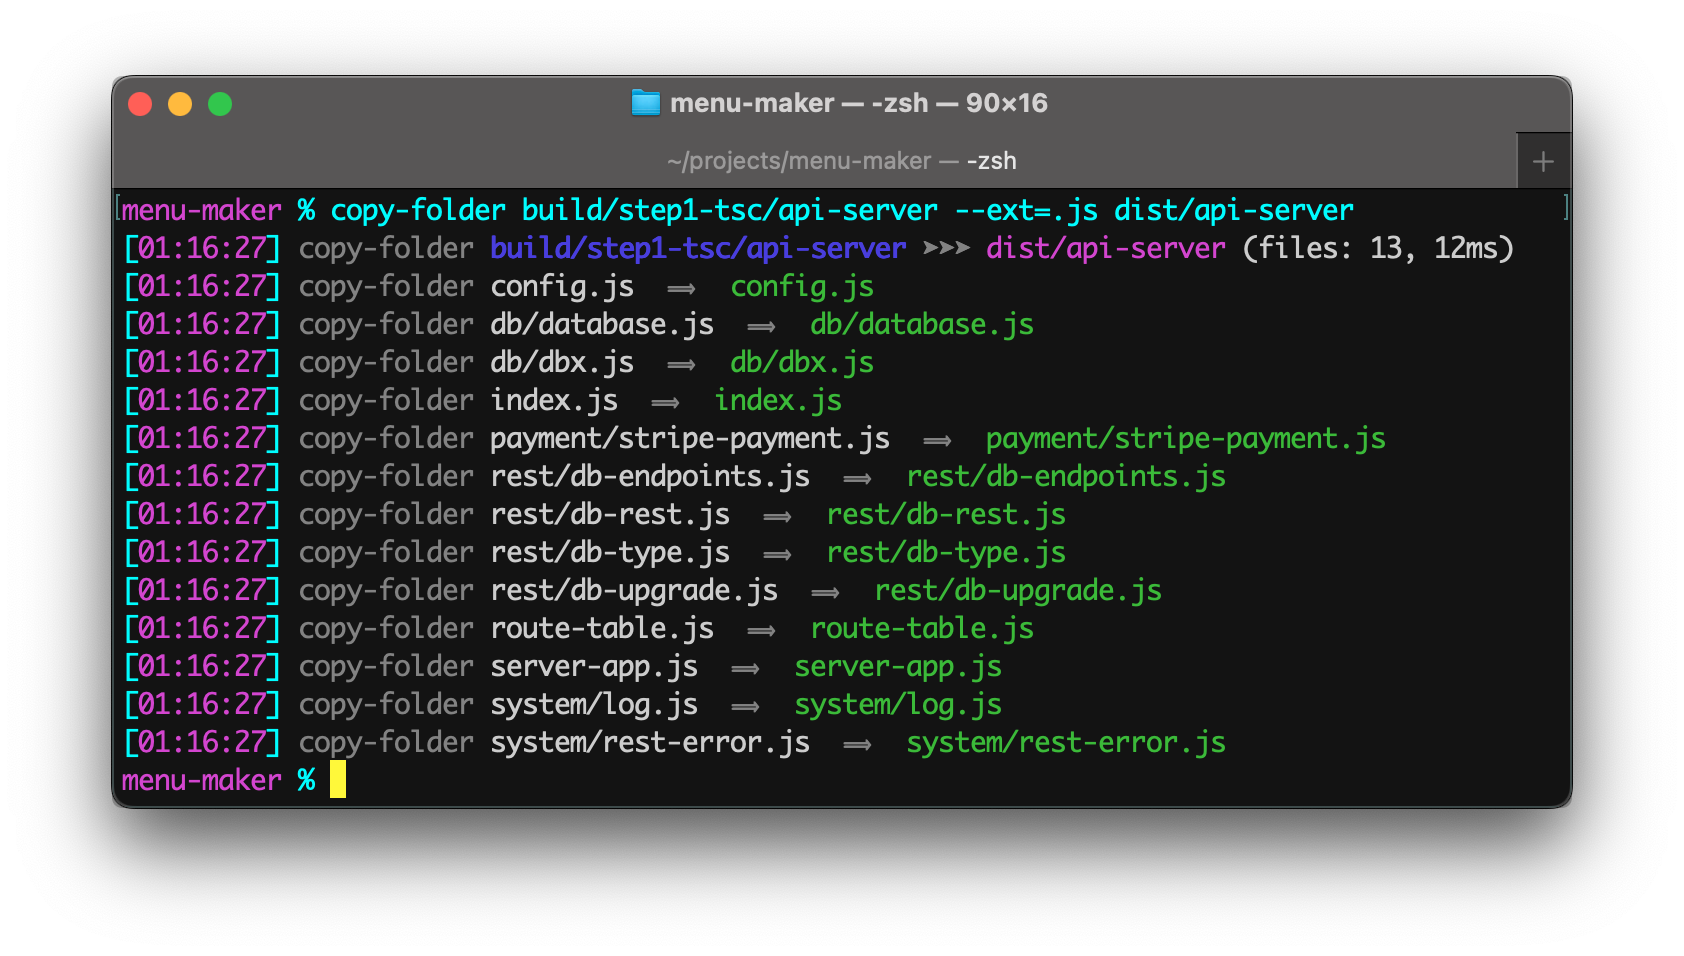 menu-maker — -zsh — 90×16
~/projects/menu-maker — -zsh
menu-maker % copy-folder build/step1-tsc/api-server --ext=.js dist/api-server
[01:16:27] copy-folder build/step1-tsc/api-server ➤➤➤ dist/api-server (files: 13, 12ms)
[01:16:27] copy-folder config.js ⟹ config.js
[01:16:27] copy-folder db/database.js ⟹ db/database.js
[01:16:27] copy-folder db/dbx.js ⟹ db/dbx.js
[01:16:27] copy-folder index.js ⟹ index.js
[01:16:27] copy-folder payment/stripe-payment.js ⟹ payment/stripe-payment.js
[01:16:27] copy-folder rest/db-endpoints.js ⟹ rest/db-endpoints.js
[01:16:27] copy-folder rest/db-rest.js ⟹ rest/db-rest.js
[01:16:27] copy-folder rest/db-type.js ⟹ rest/db-type.js
[01:16:27] copy-folder rest/db-upgrade.js ⟹ rest/db-upgrade.js
[01:16:27] copy-folder route-table.js ⟹ route-table.js
[01:16:27] copy-folder server-app.js ⟹ server-app.js
[01:16:27] copy-folder system/log.js ⟹ system/log.js
[01:16:27] copy-folder system/rest-error.js ⟹ system/rest-error.js
menu-maker %